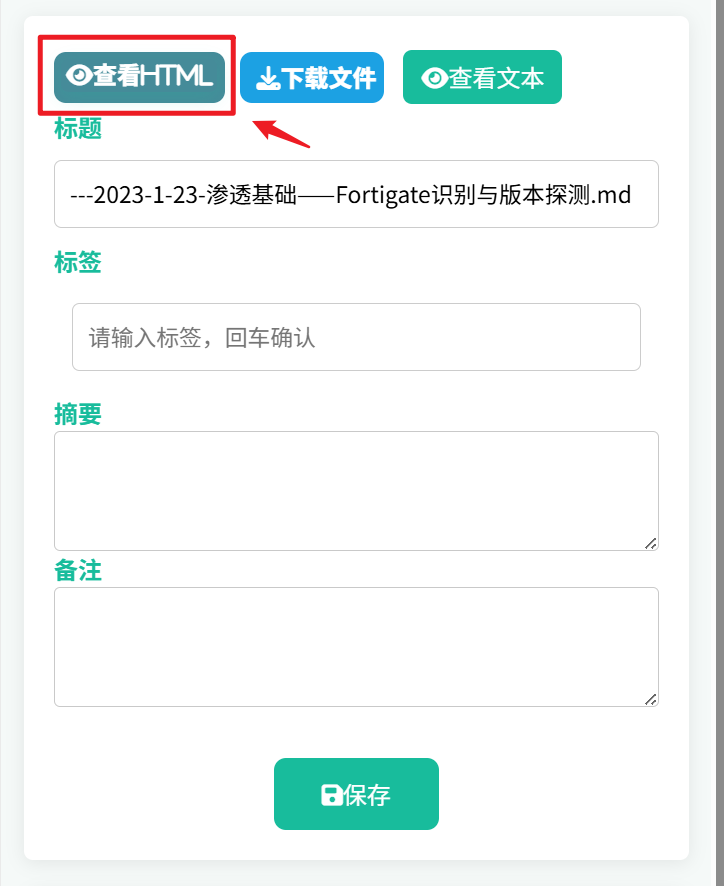 查看HTML 下载文件 查看文本
标题
---2023-1-23-渗透基础——Fortigate识别与版本探测.md
标签
请输入标签，回车确认
摘要
备注
保存